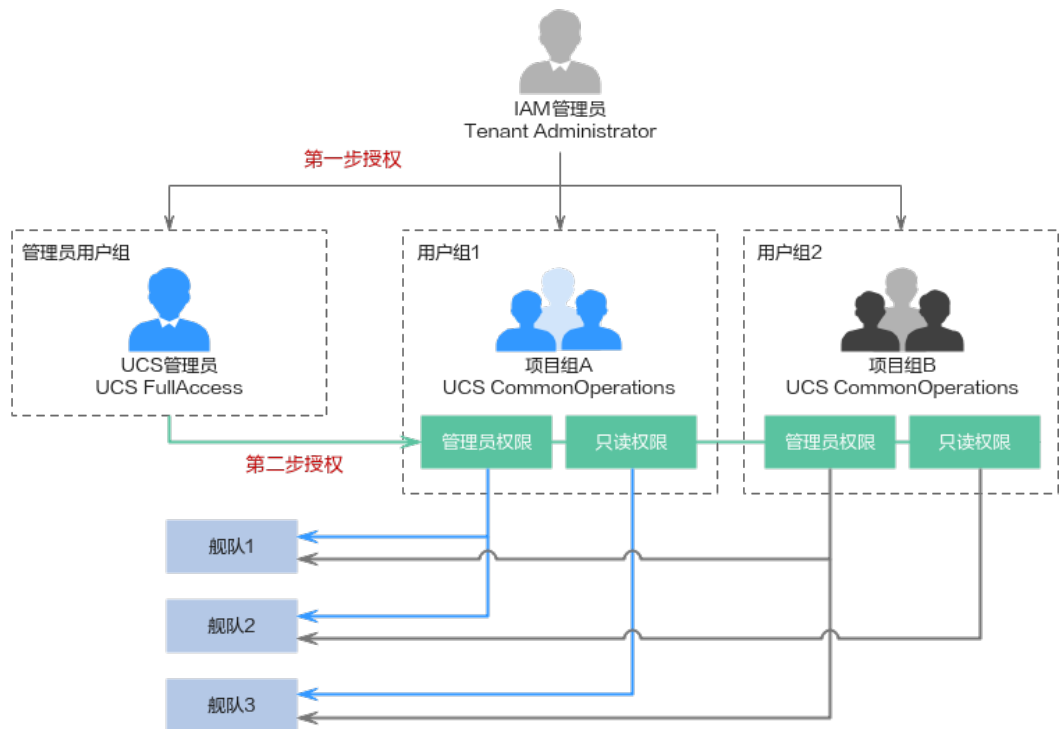 IAM管理员
Tenant Administrator
第一步授权
管理员用户组
UCS管理员
UCS FullAccess
用户组1
项目组A
UCS CommonOperations
管理员权限
只读权限
用户组2
项目组B
UCS CommonOperations
管理员权限
只读权限
第二步授权
舰队1
舰队2
舰队3